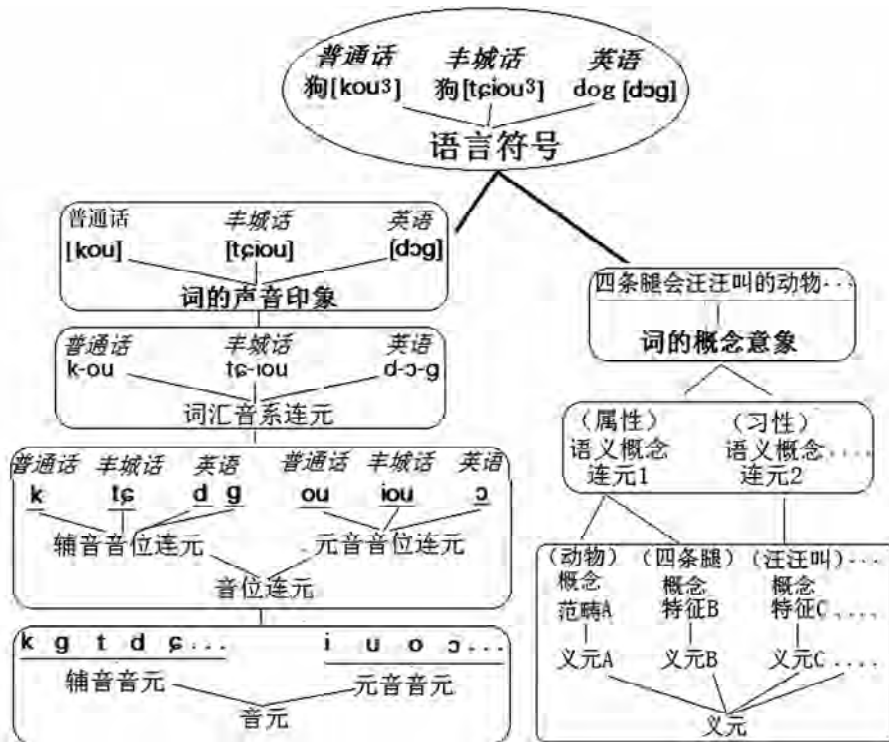 普通话 丰城话 英语
狗[kou³] 狗[tɕiou³] dog [dɔg]
语言符号
普通话 丰城话 英语
[kou] [tɕiou] [dɔg]
词的声音印象
普通话 丰城话 英语
k-ou tɕ-iou d-ɔ-g
词汇音系连元
普通话 丰城话 英语 普通话 丰城话 英语
k tɕ d g ou iou ɔ
辅音音位连元 元音音位连元
音位连元
k g t d ɕ... i u o ɔ...
辅音音元 元音音元
音元
四条腿会汪汪叫的动物...
词的概念意象
(属性) (习性)
语义概念 语义概念....
连元1 连元2
(动物) (四条腿) (汪汪叫)...
概念 概念 概念
范畴A 特征B 特征C....
义元A 义元B 义元C....
义元